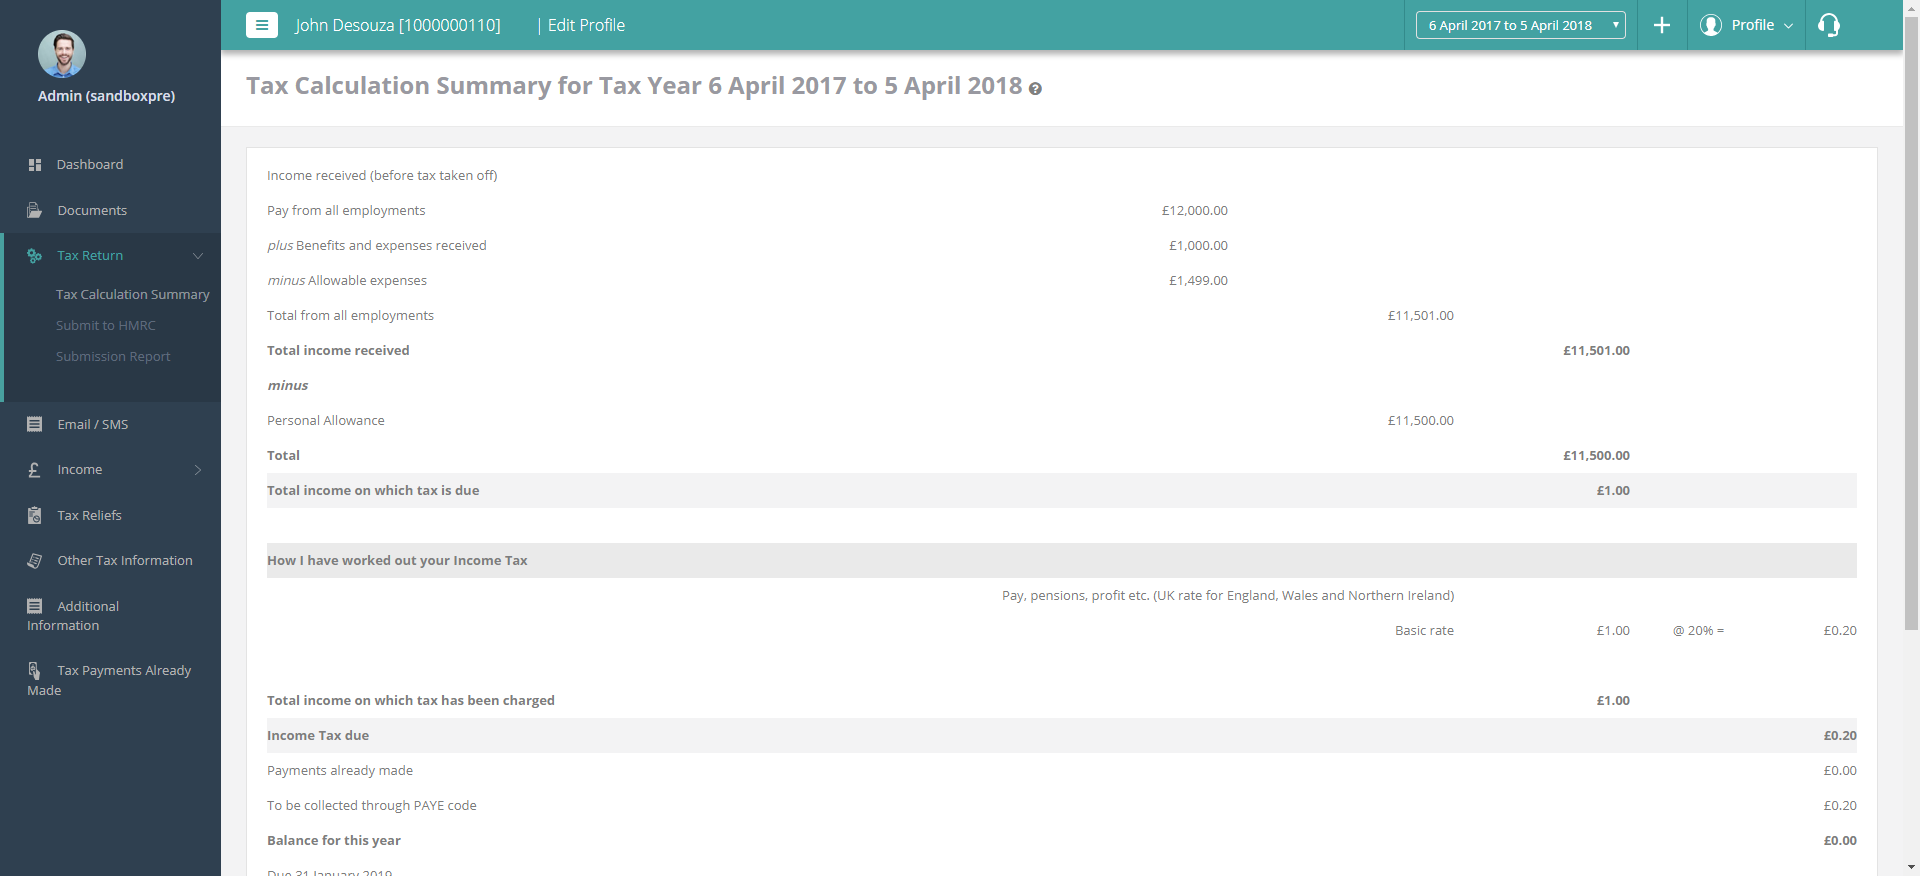 John Desouza [1000000110]
| Edit Profile
6 April 2017 to 5 April 2018
Profile
Admin (sandboxpre)
Dashboard
Documents
Tax Return
Tax Calculation Summary
Submit to HMRC
Submission Report
Email / SMS
Income
Tax Reliefs
Other Tax Information
Additional
Information
Tax Payments Already
Made
Tax Calculation Summary for Tax Year 6 April 2017 to 5 April 2018
Income received (before tax taken off)
Pay from all employments £12,000.00
plus Benefits and expenses received £1,000.00
minus Allowable expenses £1,499.00
Total from all employments £11,501.00
Total income received £11,501.00
minus
Personal Allowance £11,500.00
Total £11,500.00
Total income on which tax is due £1.00
How I have worked out your Income Tax
Pay, pensions, profit etc. (UK rate for England, Wales and Northern Ireland)
Basic rate £1.00 @ 20% = £0.20
Total income on which tax has been charged £1.00
Income Tax due £0.20
Payments already made £0.00
To be collected through PAYE code £0.20
Balance for this year £0.00
Due 31 January 2019